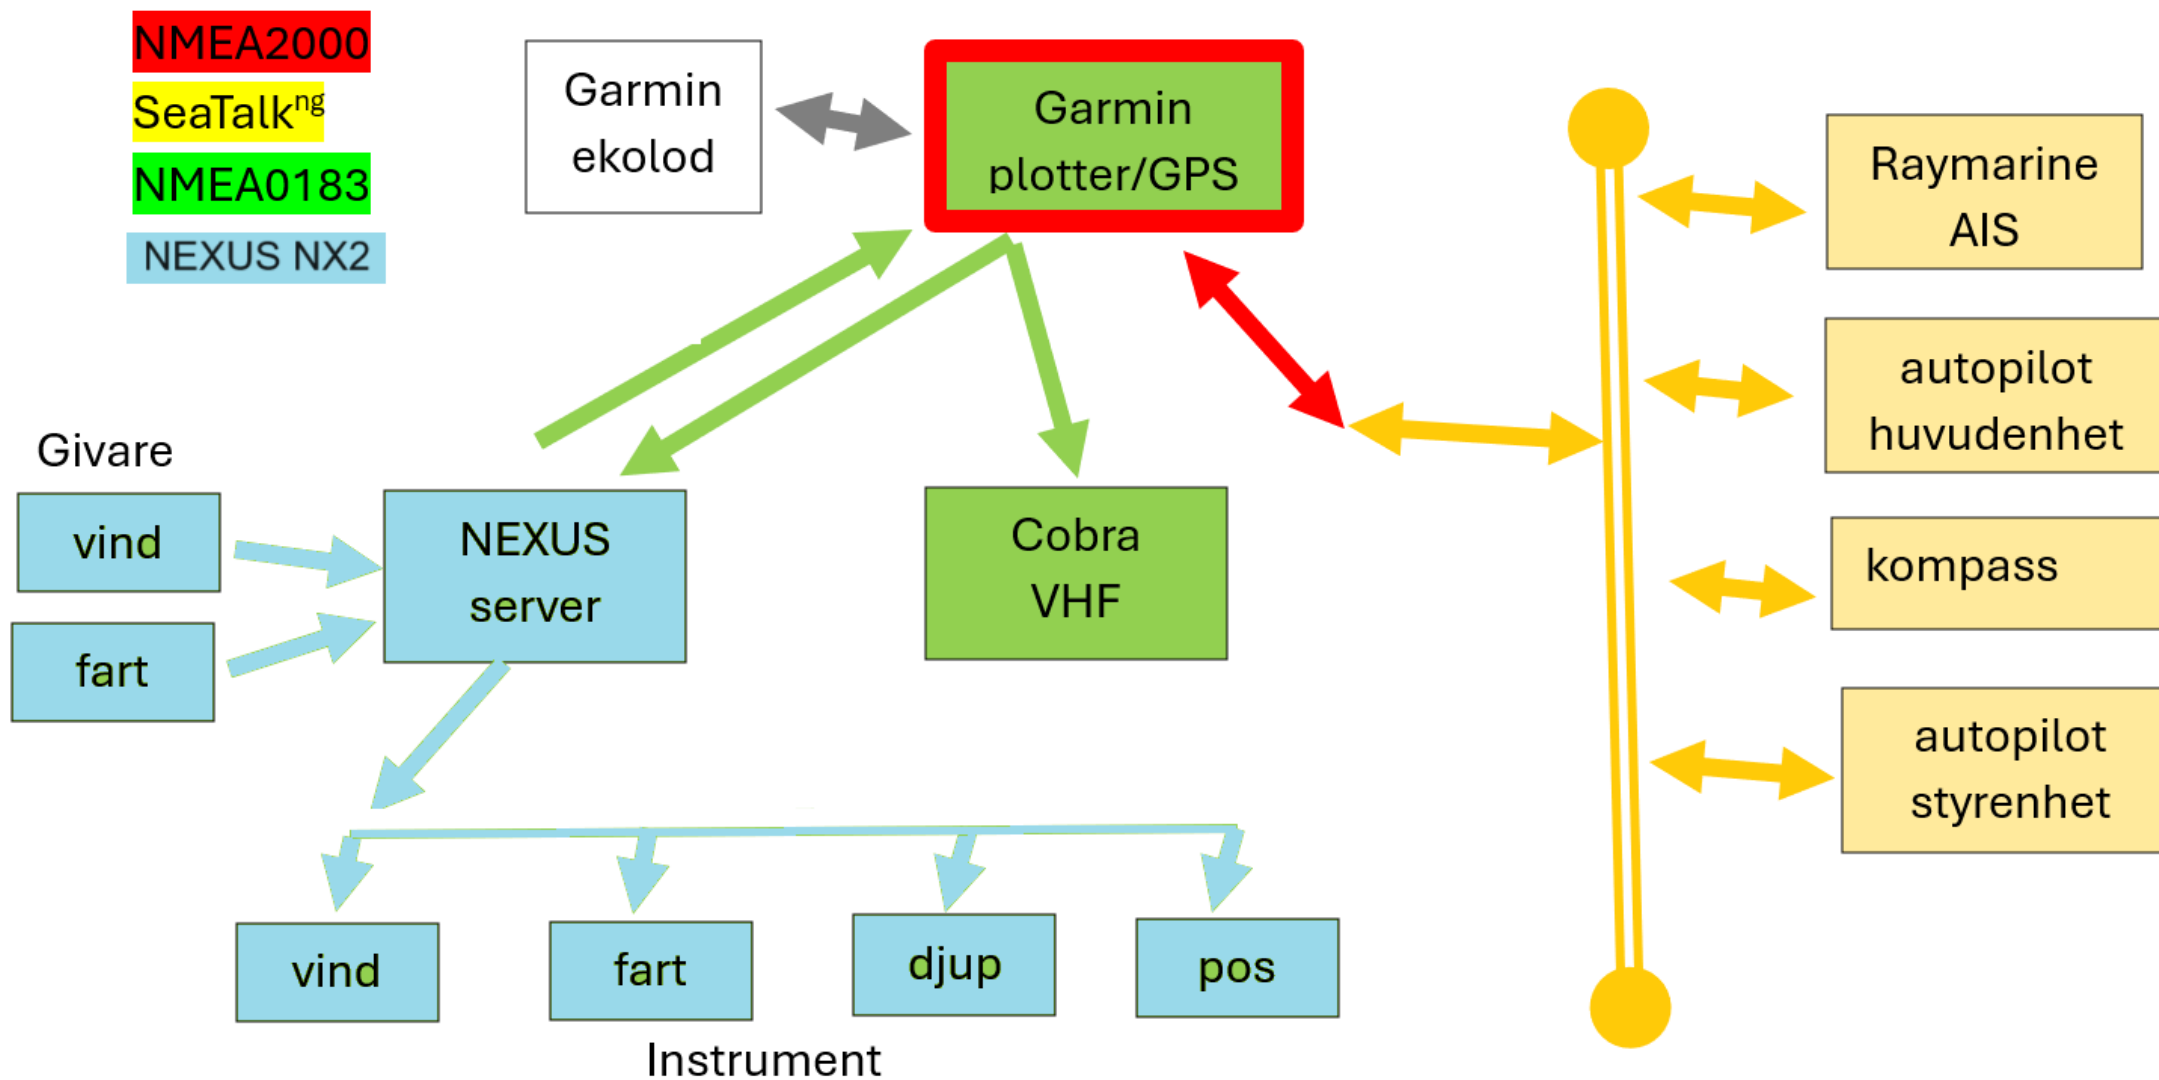 NMEA2000
SeaTalkng
NMEA0183
NEXUS NX2
Garmin
ekolod
Garmin
plotter/GPS
Raymarine
AIS
autopilot
huvudenhet
kompass
autopilot
styrenhet
Givare
vind
fart
NEXUS
server
Cobra
VHF
vind
fart
djup
pos
Instrument